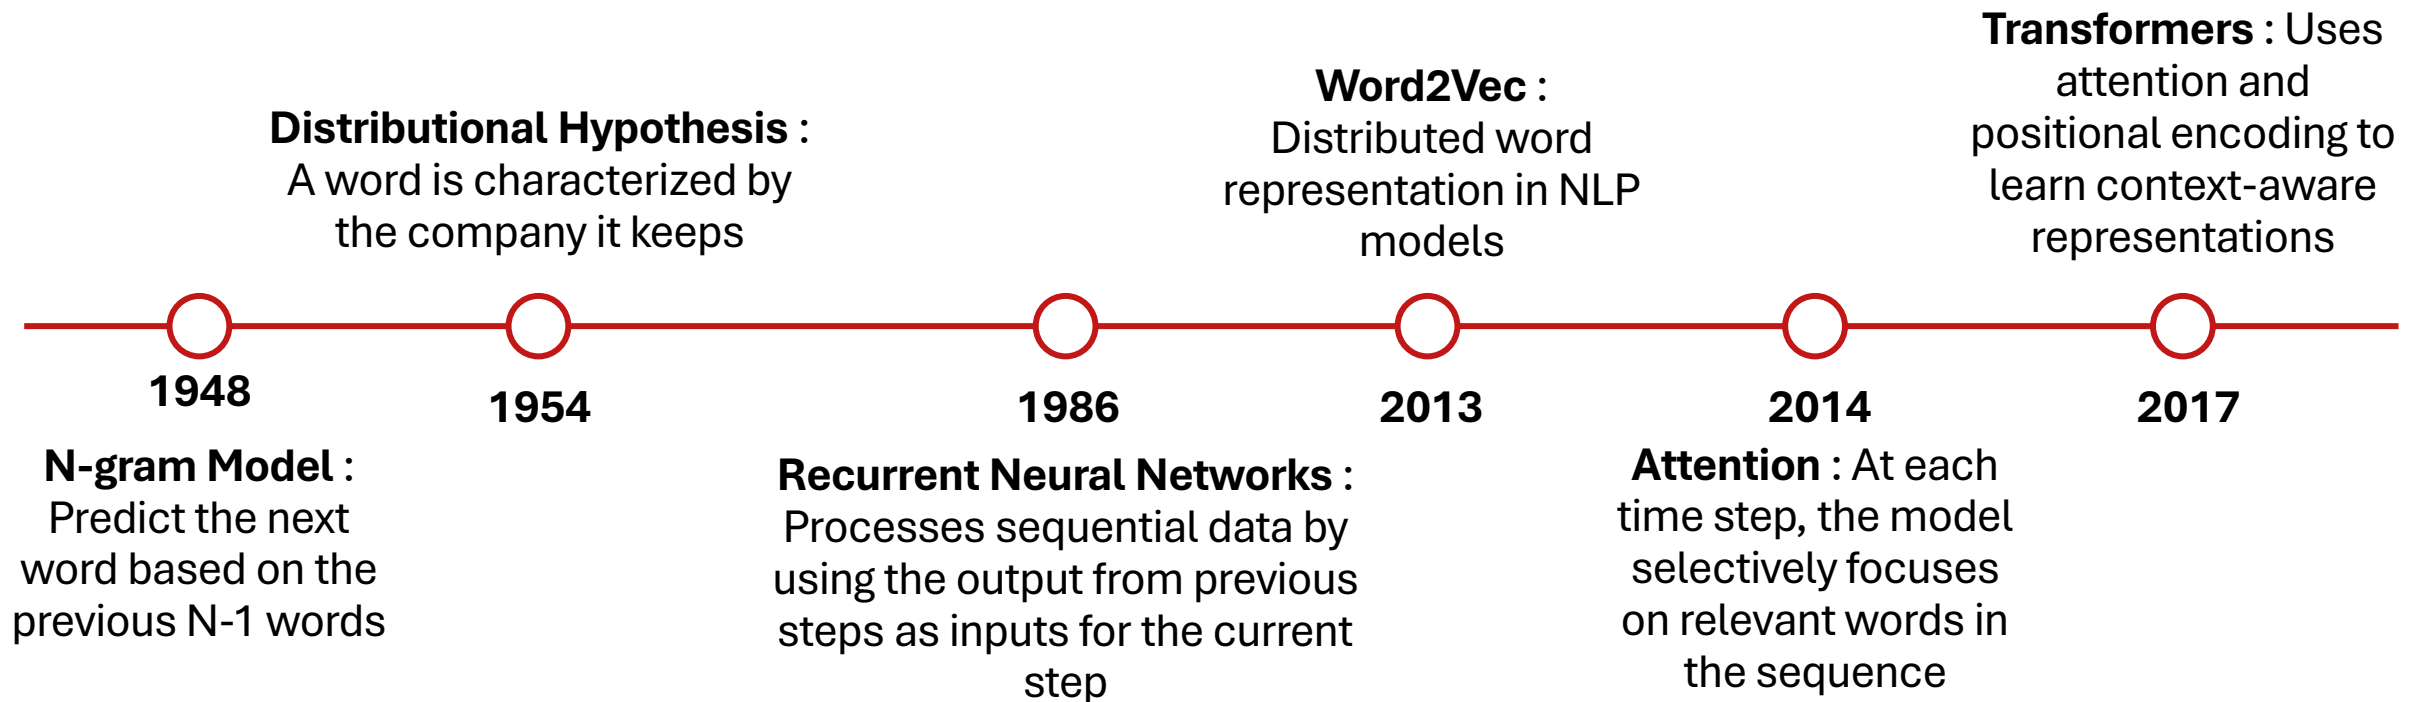 1948
N-gram Model :
Predict the next
word based on the
previous N-1 words
Distributional Hypothesis :
A word is characterized by
the company it keeps
1954
1986
Recurrent Neural Networks :
Processes sequential data by
using the output from previous
steps as inputs for the current
step
Word2Vec :
Distributed word
representation in NLP
models
2013
2014
Attention : At each
time step, the model
selectively focuses
on relevant words in
the sequence
Transformers : Uses
attention and
positional encoding to
learn context-aware
representations
2017